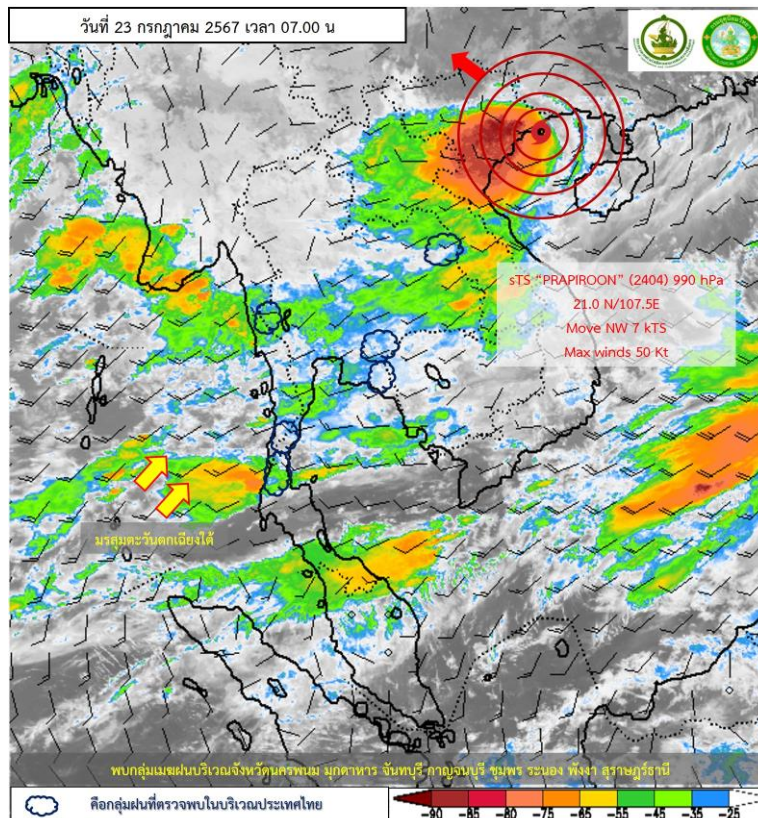 วันที่ 23 กรกฎาคม 2567 เวลา 07.00 น
sTS “PRAPIROON” (2404) 990 hPa
21.0 N/107.5E
Move NW 7 kTS
Max winds 50 Kt
มรสุมตะวันตกเฉียงใต้
พบกลุ่มเมฆฝนบริเวณจังหวัดนครพนม มุกดาหาร จันทบุรี กาญจนบุรี ชุมพร ระนอง พังงา สุราษฎร์ธานี
คือกลุ่มฝนที่ตรวจพบในบริเวณประเทศไทย
-90 -85 -80 -75 -65 -55 -45 -35 -25